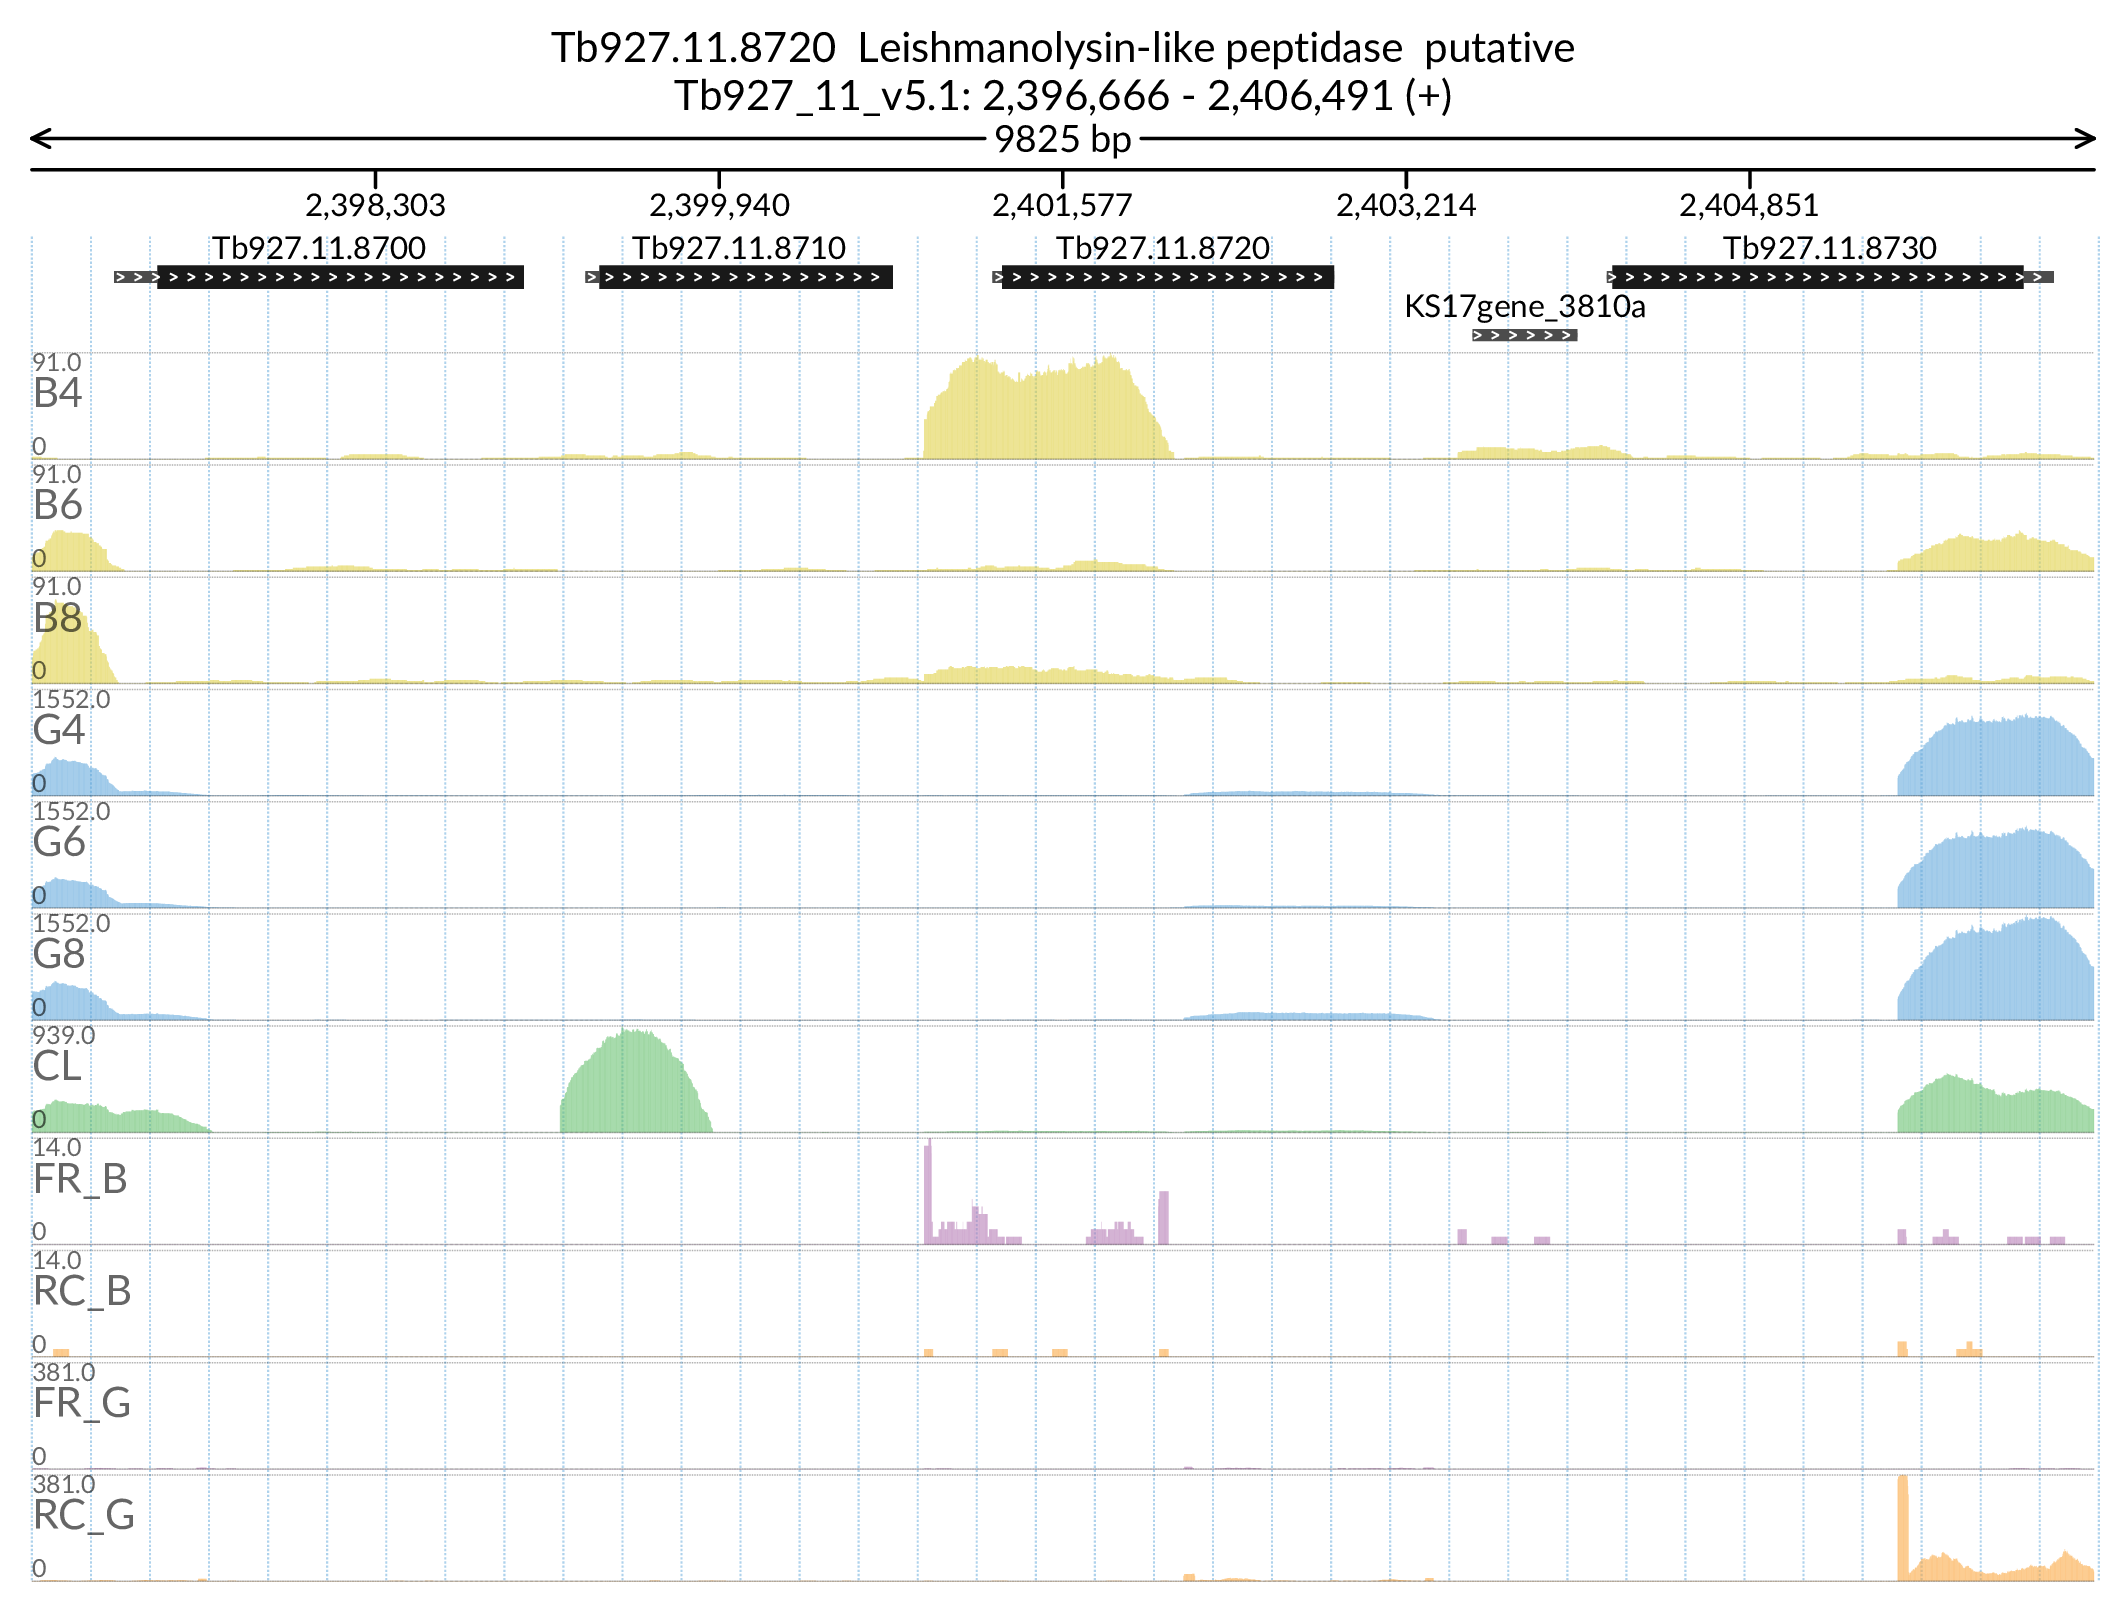 Tb927.11.8720 Leishmanolysin-like peptidase putative
Tb927_11_v5.1: 2,396,666 - 2,406,491 (+)
9825 bp
2,398,303 2,399,940 2,401,577 2,403,214 2,404,851
Tb927.11.8700 Tb927.11.8710 Tb927.11.8720 Tb927.11.8730
KS17gene_3810a
91.0
B4
0
91.0
B6
0
91.0
B8
0
1552.0
G4
0
1552.0
G6
0
1552.0
G8
0
939.0
CL
0
14.0
FR_B
0
14.0
RC_B
0
381.0
FR_G
0
381.0
RC_G
0